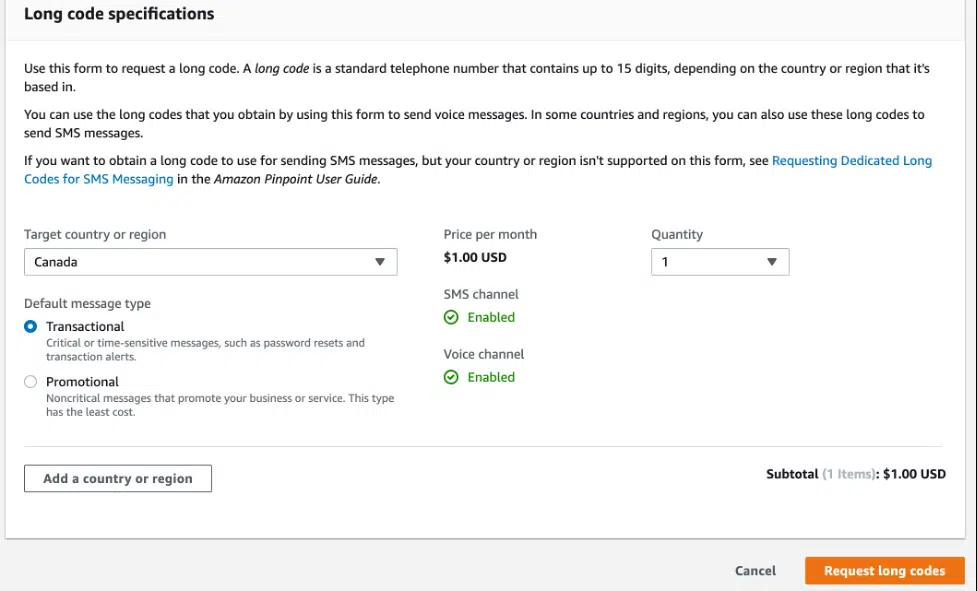 Long code specifications
Use this form to request a long code. A long code is a standard telephone number that contains up to 15 digits, depending on the country or region that it's
based in.
You can use the long codes that you obtain by using this form to send voice messages. In some countries and regions, you can also use these long codes to
send SMS messages.
If you want to obtain a long code to use for sending SMS messages, but your country or region isn't supported on this form, see Requesting Dedicated Long
Codes for SMS Messaging in the Amazon Pinpoint User Guide.
Target country or region
Canada
Default message type
Transactional
Critical or time-sensitive messages, such as password resets and
transaction alerts.
Promotional
Noncritical messages that promote your business or service. This type
has the least cost.
Price per month
$1.00 USD
SMS channel
Enabled
Voice channel
Enabled
Quantity
1
Add a country or region
Subtotal (1 Items): $1.00 USD
Cancel
Request long codes